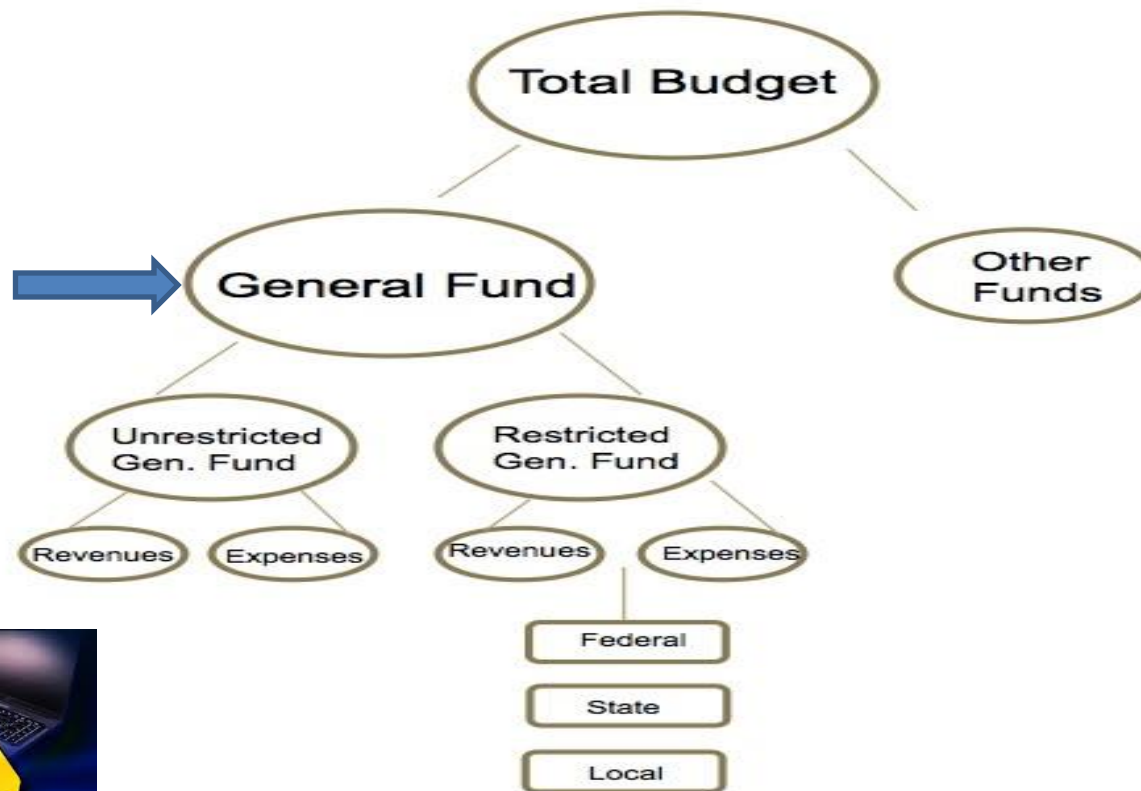 Total Budget
General Fund
Other
Funds
Unrestricted
Gen. Fund
Restricted
Gen. Fund
Revenues
Expenses
Revenues
Expenses
Federal
State
Local